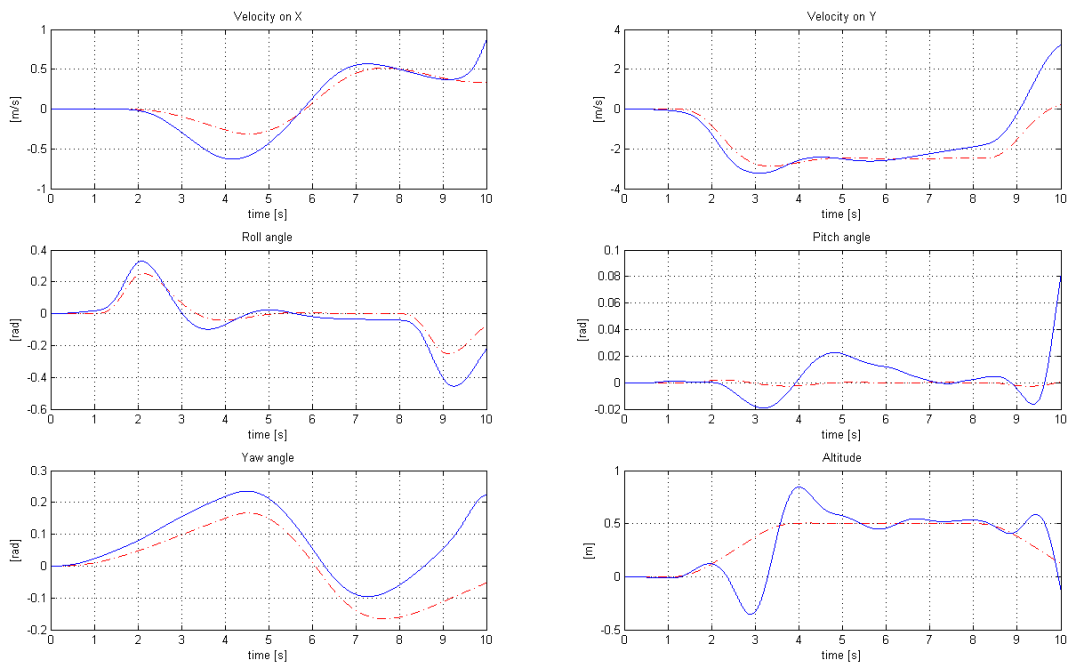 Velocity on X
1
0.5
0
-0.5
-1
[m/s]
0 1 2 3 4 5 6 7 8 9 10
time [s]
Velocity on Y
4
2
0
-2
-4
[m/s]
0 1 2 3 4 5 6 7 8 9 10
time [s]
Roll angle
0.4
0.2
0
-0.2
-0.4
-0.6
[rad]
0 1 2 3 4 5 6 7 8 9 10
time [s]
Pitch angle
0.1
0.08
0.06
0.04
0.02
0
-0.02
[rad]
0 1 2 3 4 5 6 7 8 9 10
time [s]
Yaw angle
0.3
0.2
0.1
0
-0.1
-0.2
[rad]
0 1 2 3 4 5 6 7 8 9 10
time [s]
Altitude
1
0.5
0
-0.5
[m]
0 1 2 3 4 5 6 7 8 9 10
time [s]